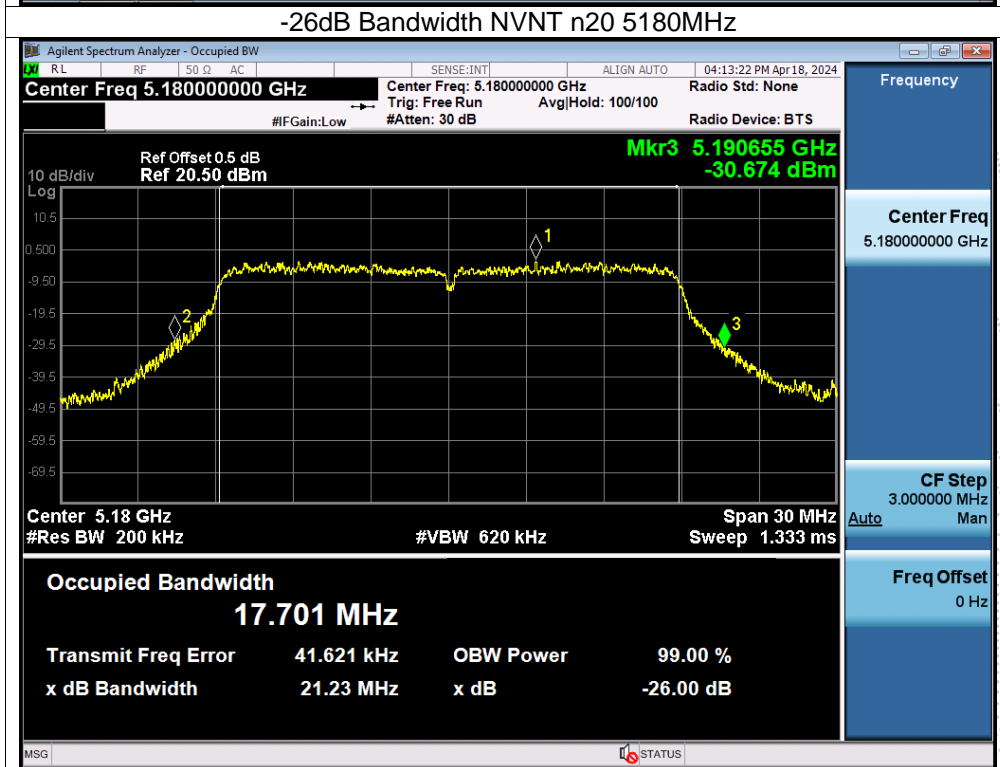 -26dB Bandwidth NVNT n20 5180MHz
Agilent Spectrum Analyzer - Occupied BW
LXI RL RF 50 Ω AC SENSE:INT ALIGN AUTO 04:13:22 PM Apr 18, 2024
Center Freq 5.180000000 GHz
Center Freq: 5.180000000 GHz Radio Std: None
Trig: Free Run Avg|Hold: 100/100
#IFGain:Low #Atten: 30 dB Radio Device: BTS
Frequency
Mkr3 5.190655 GHz
-30.674 dBm
Ref Offset 0.5 dB
10 dB/div Ref 20.50 dBm
Log
10.5
0.500
-9.50
-19.5
-29.5
-39.5
-49.5
-59.5
-69.5
1
2
3
Center 5.18 GHz Span 30 MHz
#Res BW 200 kHz #VBW 620 kHz Sweep 1.333 ms
Occupied Bandwidth
17.701 MHz
Transmit Freq Error 41.621 kHz OBW Power 99.00 %
x dB Bandwidth 21.23 MHz x dB -26.00 dB
Center Freq
5.180000000 GHz
CF Step
3.000000 MHz
Auto Man
Freq Offset
0 Hz
MSG STATUS